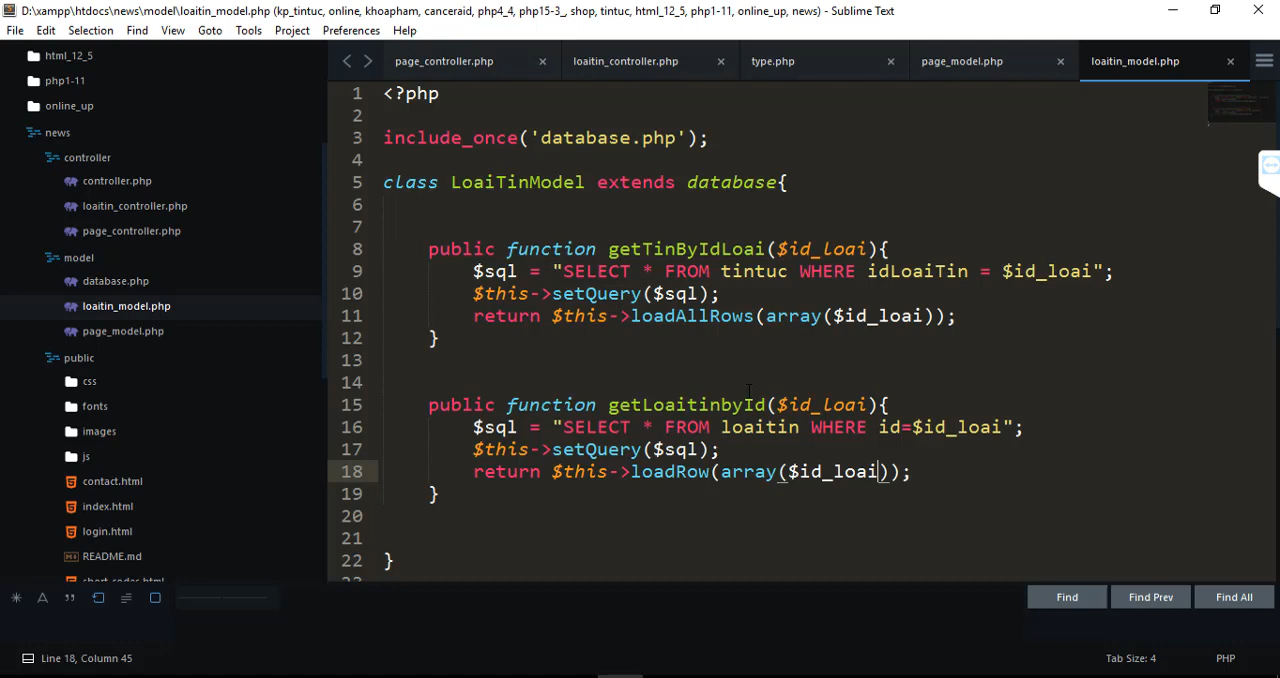 D:\xampp\htdocs\news\model\loaitin_model.php (kp_tintuc, online, khoapham, canceraid, php4_4, php15-3_, shop, tintuc, html_12_5, php1-11, online_up, news) - Sublime Text
File Edit Selection Find View Goto Tools Project Preferences Help
html_12_5
php1-11
online_up
news
controller
controller.php
loaitin_controller.php
page_controller.php
model
database.php
loaitin_model.php
page_model.php
public
css
fonts
images
js
contact.html
index.html
login.html
README.md
short-codes.html
page_controller.php loaitin_controller.php type.php page_model.php loaitin_model.php
1 <?php
2
3 include_once('database.php');
4
5 class LoaiTinModel extends database{
6
7
8 public function getTinByIdLoai($id_loai){
9 $sql = "SELECT * FROM tintuc WHERE idLoaiTin = $id_loai";
10 $this->setQuery($sql);
11 return $this->loadAllRows(array($id_loai));
12 }
13
14
15 public function getLoaitinbyId($id_loai){
16 $sql = "SELECT * FROM loaitin WHERE id=$id_loai";
17 $this->setQuery($sql);
18 return $this->loadRow(array($id_loai));
19 }
20
21
22 }
23
Find Find Prev Find All
Line 18, Column 45 Tab Size: 4 PHP